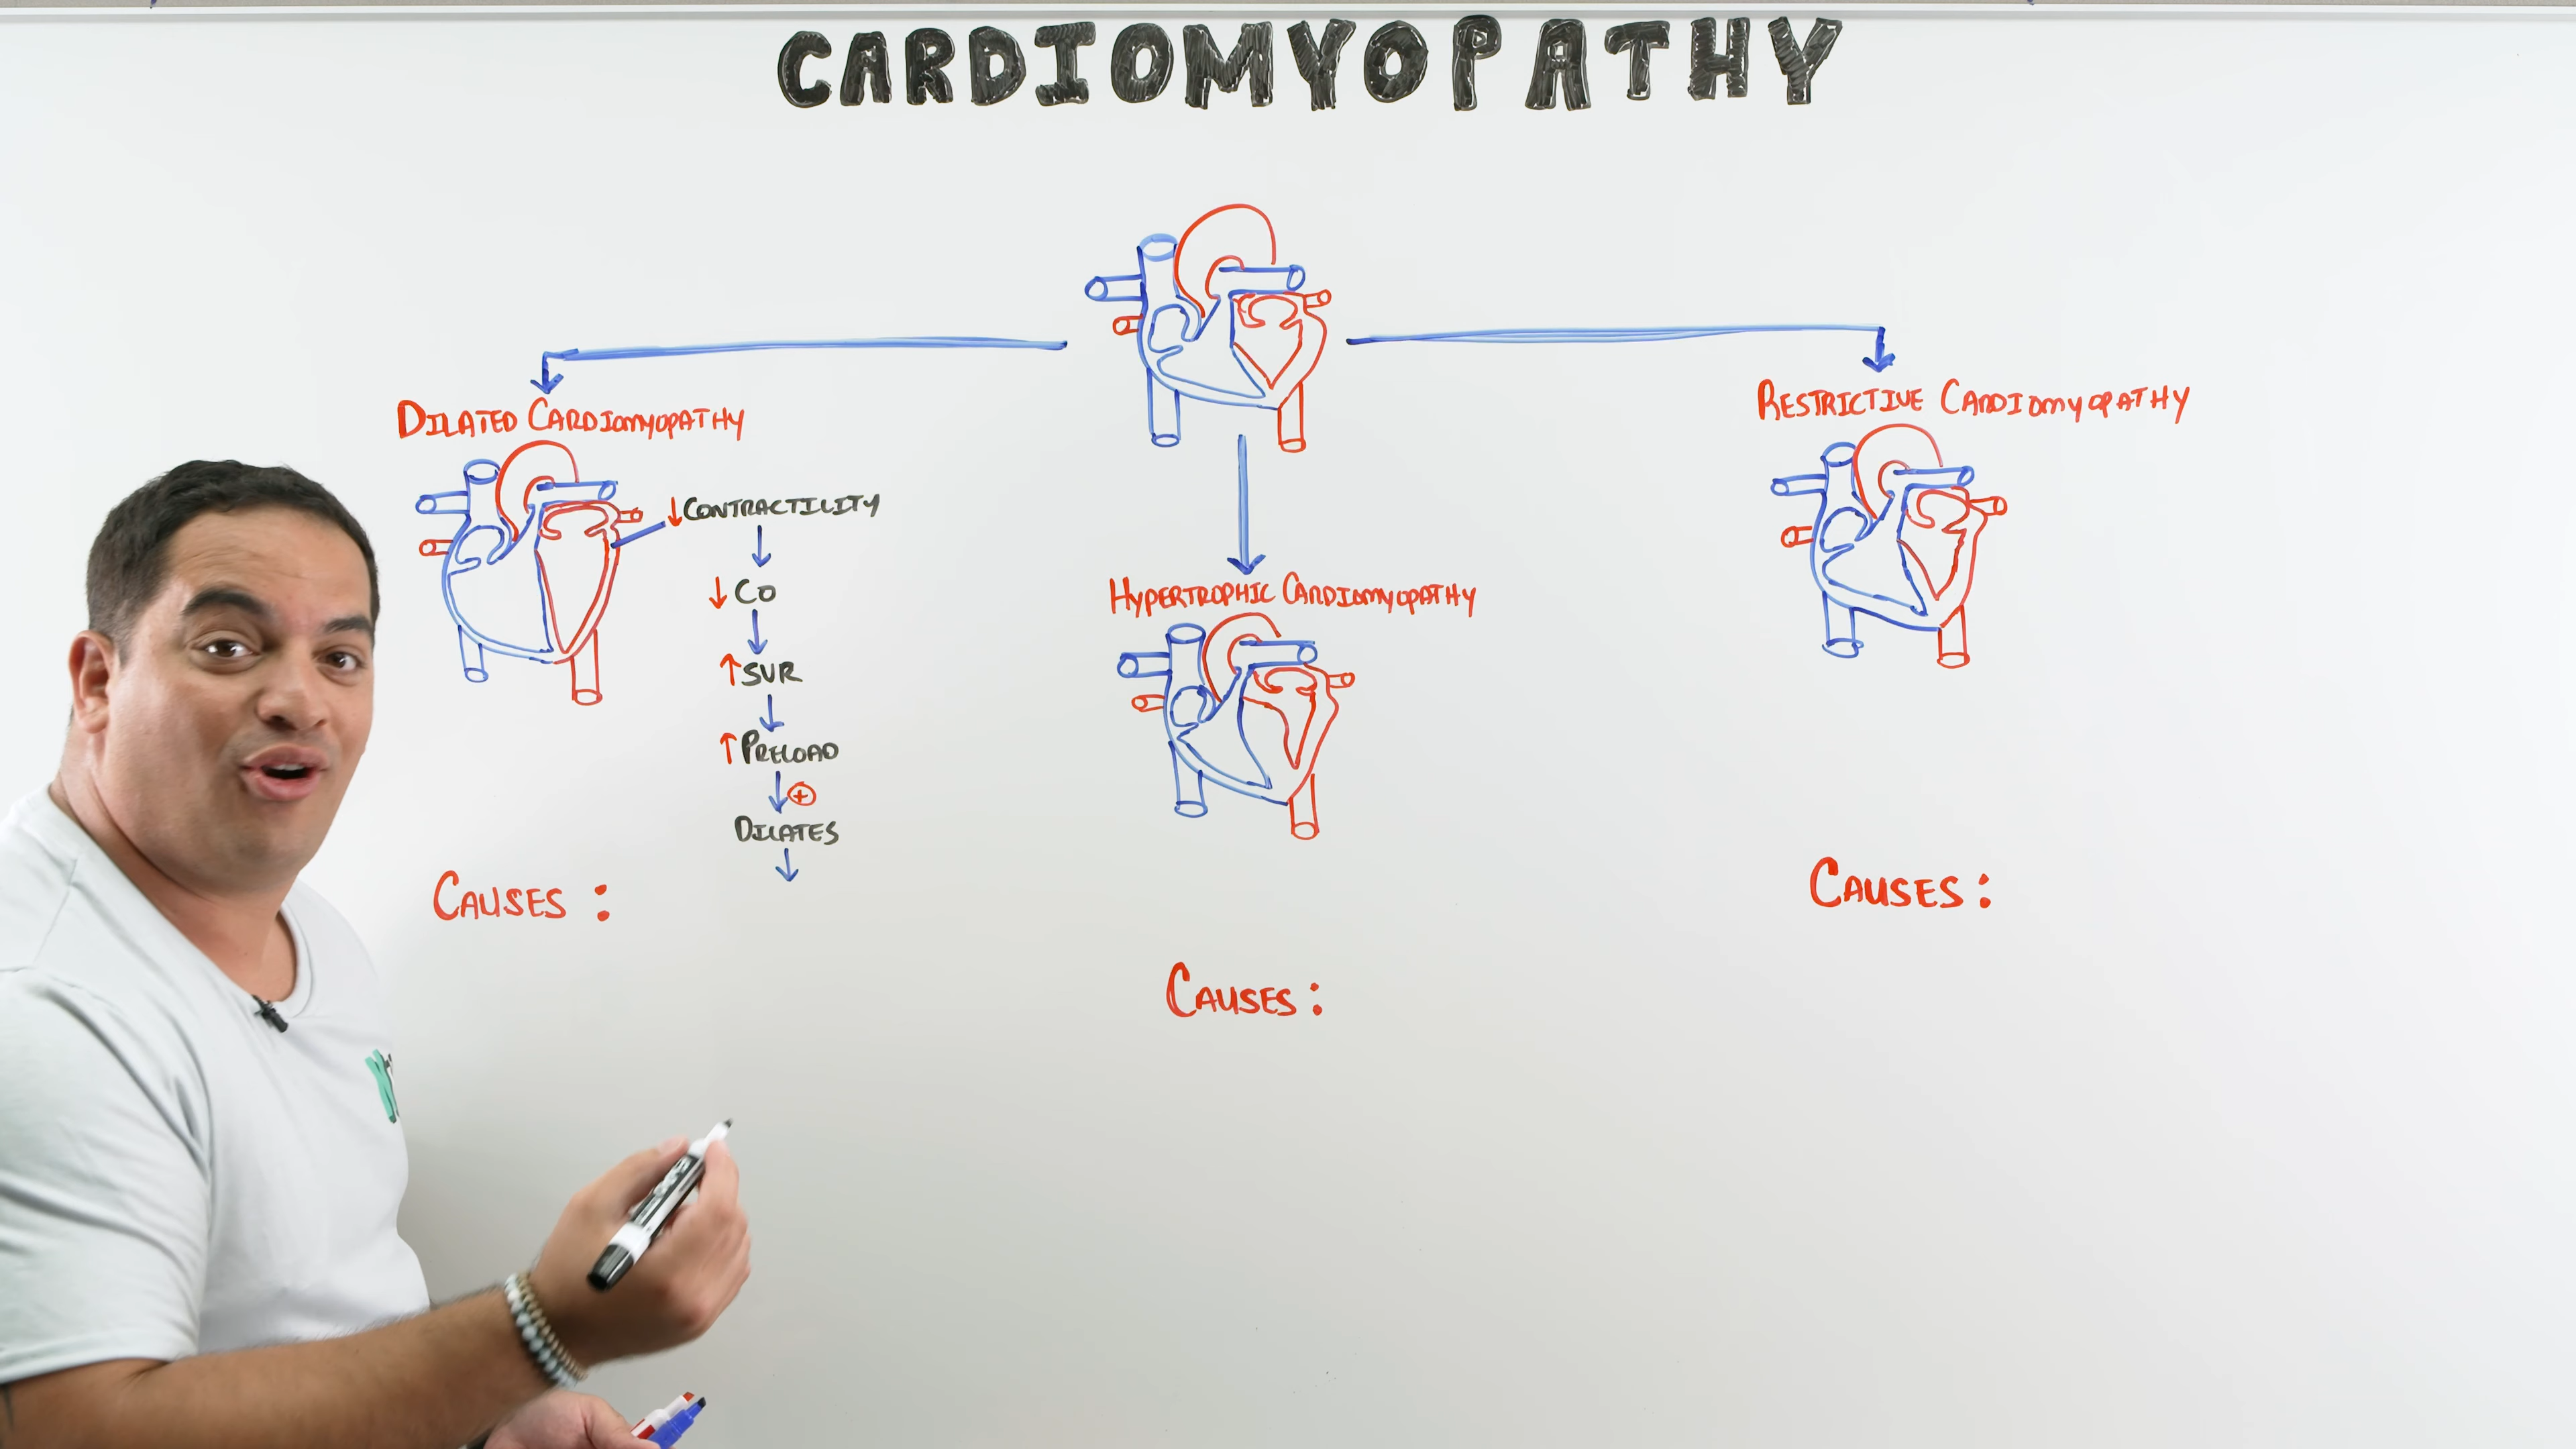 CARDIOMYOPATHY
DILATED CARDIOMYOPATHY
↓ CONTRACTILITY
↓ CO
↑ SVR
↑ PRELOAD
+
DILATES
CAUSES :
HYPERTROPHIC CARDIOMYOPATHY
CAUSES :
RESTRICTIVE CARDIOMYOPATHY
CAUSES :